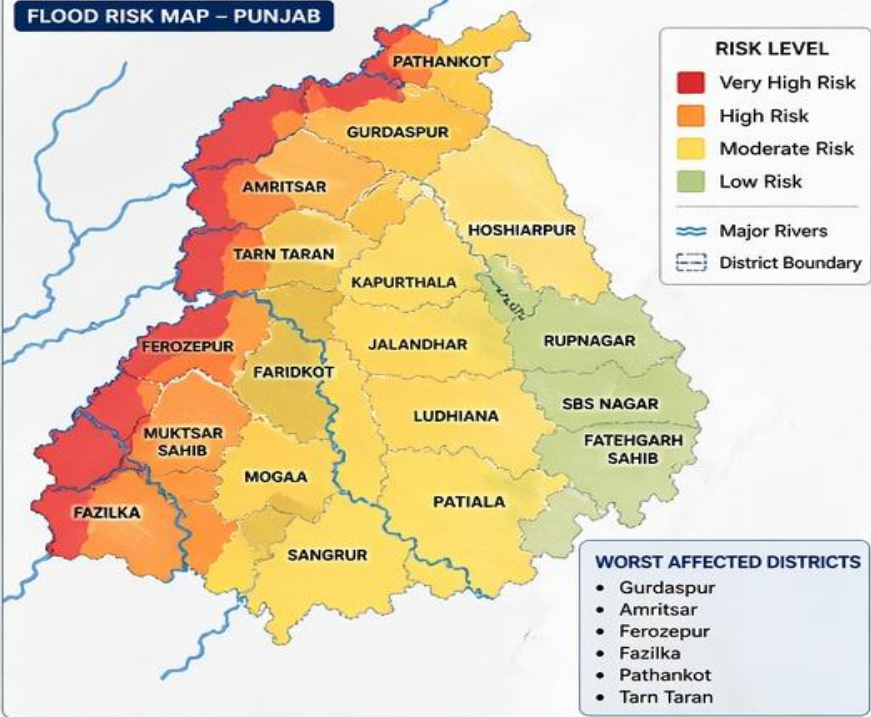 FLOOD RISK MAP – PUNJAB
PATHANKOT
GURDASPUR
AMRITSAR
HOSHIARPUR
TARN TARAN
KAPURTHALA
FEROZEPUR
JALANDHAR
RUPNAGAR
FARIDKOT
SBS NAGAR
LUDHIANA
MUKTSAR
SAHIB
FATEHGARH
SAHIB
MOGAA
PATIALA
FAZILKA
SANGRUR
RISK LEVEL
Very High Risk
High Risk
Moderate Risk
Low Risk
Major Rivers
District Boundary
WORST AFFECTED DISTRICTS
• Gurdaspur
• Amritsar
• Ferozepur
• Fazilka
• Pathankot
• Tarn Taran